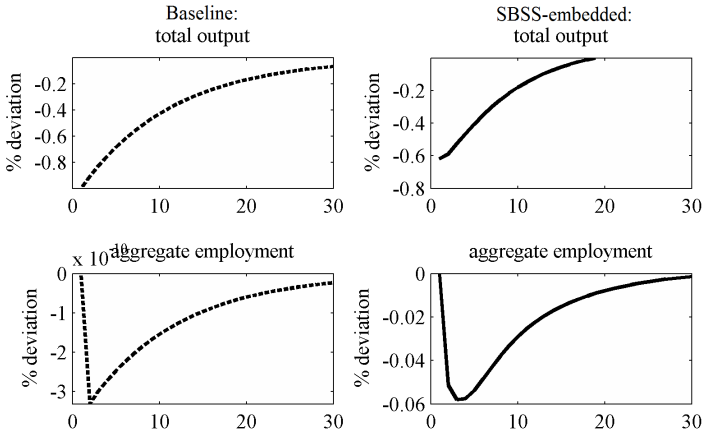 Baseline:
total output
SBSS-embedded:
total output
% deviation
-0.2
-0.4
-0.6
-0.8
0 10 20 30
% deviation
-0.2
-0.4
-0.6
-0.8
0 10 20 30
x 10
aggregate employment
% deviation
0
-1
-2
-3
0 10 20 30
aggregate employment
% deviation
0
-0.02
-0.04
-0.06
0 10 20 30